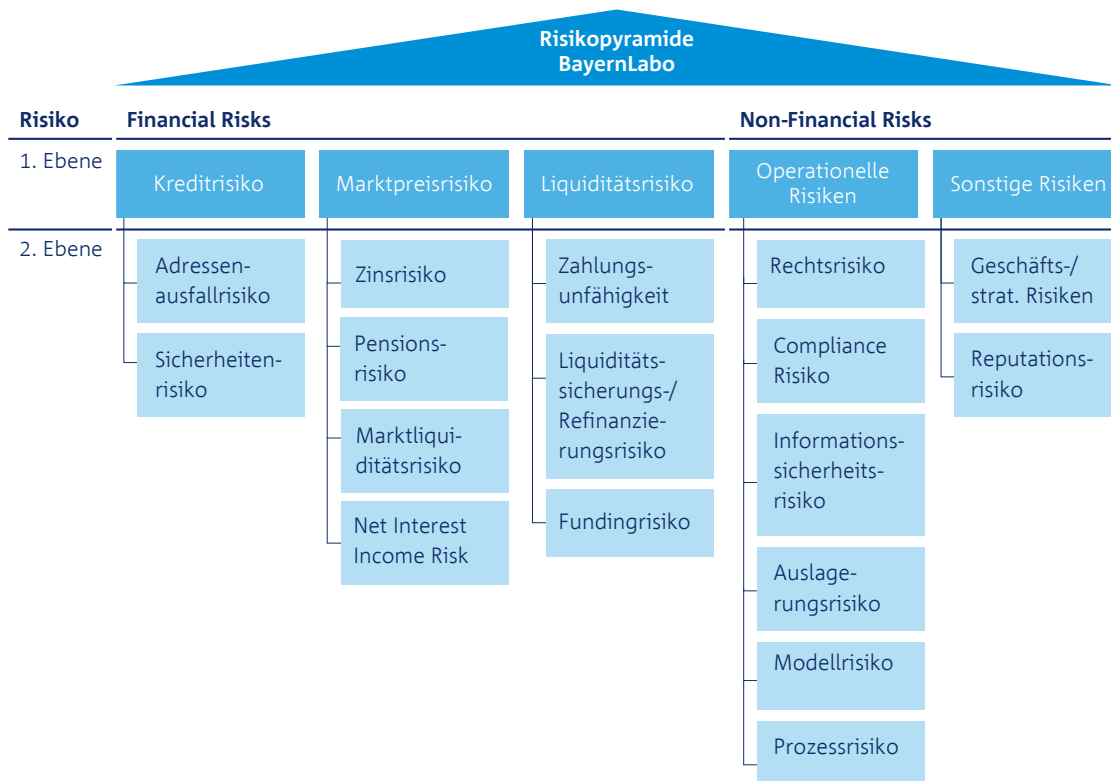 Risikopyramide
BayernLabo
Risiko
Financial Risks
Non-Financial Risks
1. Ebene
Kreditrisiko
Marktpreisrisiko
Liquiditätsrisiko
Operationelle
Risiken
Sonstige Risiken
2. Ebene
Adressen-
ausfallrisiko
Sicherheiten-
risiko
Zinsrisiko
Pensions-
risiko
Marktliqui-
ditätsrisiko
Net Interest
Income Risk
Zahlungs-
unfähigkeit
Liquiditäts-
sicherungs-/
Refinanzie-
rungsrisiko
Fundingrisiko
Rechtsrisiko
Compliance
Risiko
Informations-
sicherheits-
risiko
Auslage-
rungsrisiko
Modellrisiko
Prozessrisiko
Geschäfts-/
strat. Risiken
Reputations-
risiko